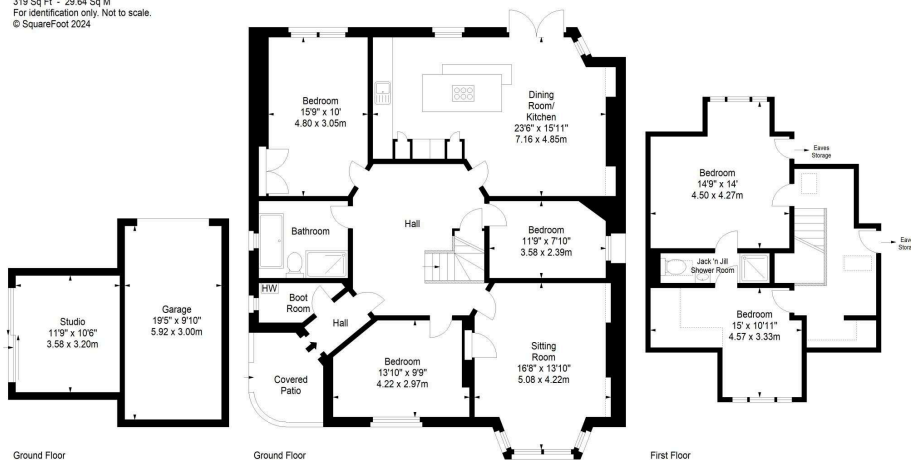 319 Sq Ft - 29.64 Sq M
For identification only. Not to scale.
© SquareFoot 2024
Bedroom
15'9" x 10'
4.80 x 3.05m
Dining
Room/
Kitchen
23'6" x 15'11"
7.16 x 4.85m
Hall
Bathroom
Bedroom
11'9" x 7'10"
3.58 x 2.39m
HW
Boot
Room
Hall
Covered
Patio
Bedroom
13'10" x 9'9"
4.22 x 2.97m
Sitting
Room
16'8" x 13'10"
5.08 x 4.22m
Studio
11'9" x 10'6"
3.58 x 3.20m
Garage
19'5" x 9'10"
5.92 x 3.00m
Bedroom
14'9" x 14'
4.50 x 4.27m
Eaves
Storage
Jack 'n Jill
Shower Room
Bedroom
15' x 10'11"
4.57 x 3.33m
Ground Floor
Ground Floor
First Floor